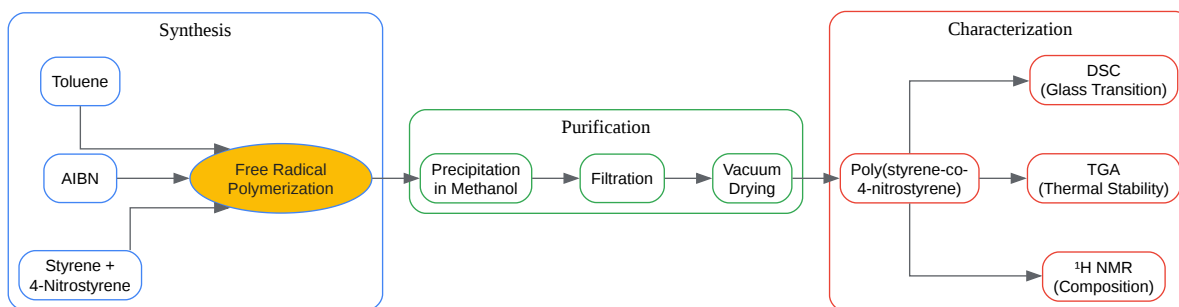 Synthesis
Toluene
AIBN
Styrene +
4-Nitrostyrene
Free Radical
Polymerization
Purification
Precipitation
in Methanol
Filtration
Vacuum
Drying
Characterization
Poly(styrene-co-
4-nitrostyrene)
DSC
(Glass Transition)
TGA
(Thermal Stability)
¹H NMR
(Composition)